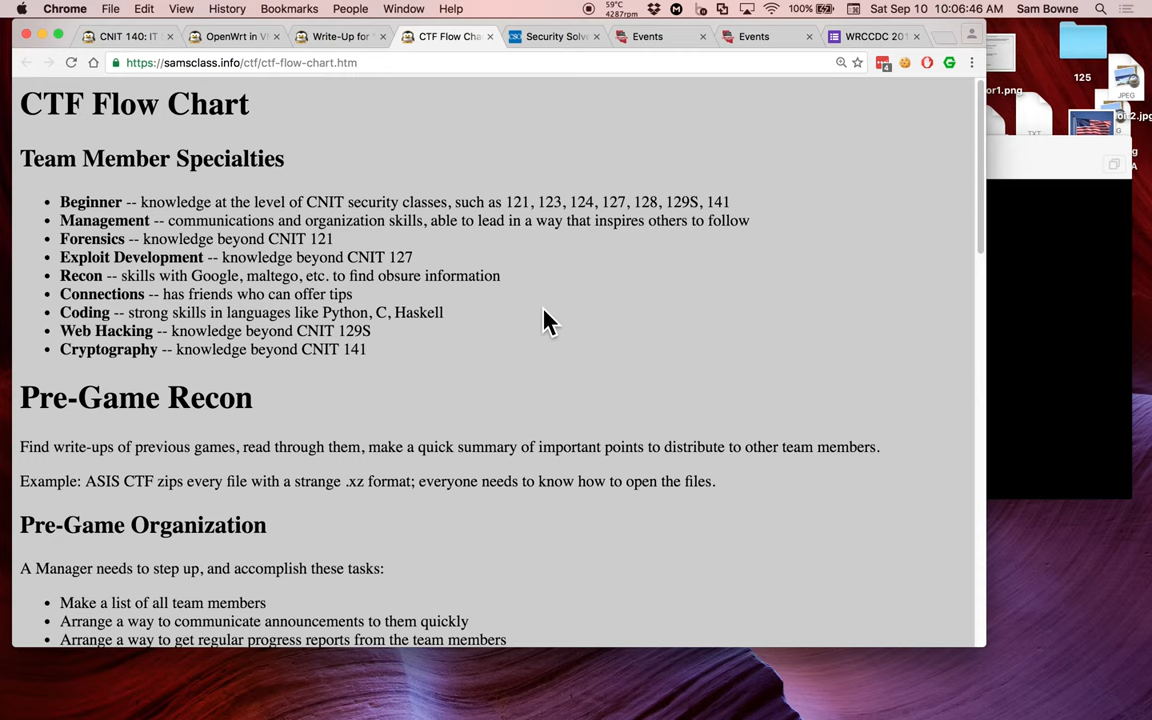 Chrome File Edit View History Bookmarks People Window Help 59°C 4287rpm 100% Sat Sep 10 10:06:46 AM Sam Bowne
CNIT 140: IT OpenWrt in V Write-Up for CTF Flow Cha CSO Security Solv Events Events WRCCDC 201
https://samsclass.info/ctf/ctf-flow-chart.htm 4
125
or1.png
JPEG
TXT
CTF Flow Chart
Team Member Specialties
• Beginner -- knowledge at the level of CNIT security classes, such as 121, 123, 124, 127, 128, 129S, 141
• Management -- communications and organization skills, able to lead in a way that inspires others to follow
• Forensics -- knowledge beyond CNIT 121
• Exploit Development -- knowledge beyond CNIT 127
• Recon -- skills with Google, maltego, etc. to find obsure information
• Connections -- has friends who can offer tips
• Coding -- strong skills in languages like Python, C, Haskell
• Web Hacking -- knowledge beyond CNIT 129S
• Cryptography -- knowledge beyond CNIT 141
Pre-Game Recon
Find write-ups of previous games, read through them, make a quick summary of important points to distribute to other team members.
Example: ASIS CTF zips every file with a strange .xz format; everyone needs to know how to open the files.
Pre-Game Organization
A Manager needs to step up, and accomplish these tasks:
• Make a list of all team members
• Arrange a way to communicate announcements to them quickly
• Arrange a way to get regular progress reports from the team members